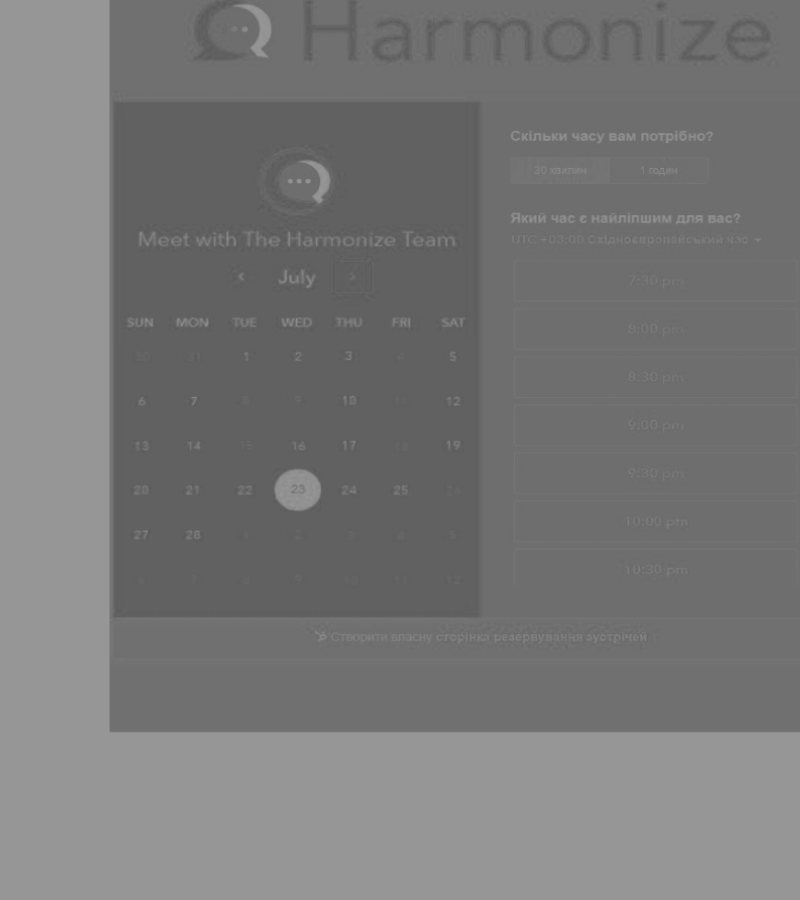 Harmonize
Meet with The Harmonize Team
July
SUN MON TUE WED THU FRI SAT
30 31 1 2 3 4 5
6 7 8 9 10 11 12
13 14 15 16 17 18 19
20 21 22 23 24 25 26
27 28 1 2 3 4 5
6 7 8 9 10 11 12
Скільки часу вам потрібно?
30 хвилин 1 годин
Який час є найліпшим для вас?
UTC +03:00 Східноєвропейський час
7:30 pm
8:00 pm
8:30 pm
9:00 pm
9:30 pm
10:00 pm
10:30 pm
Створити власну сторінка резервування зустрічей